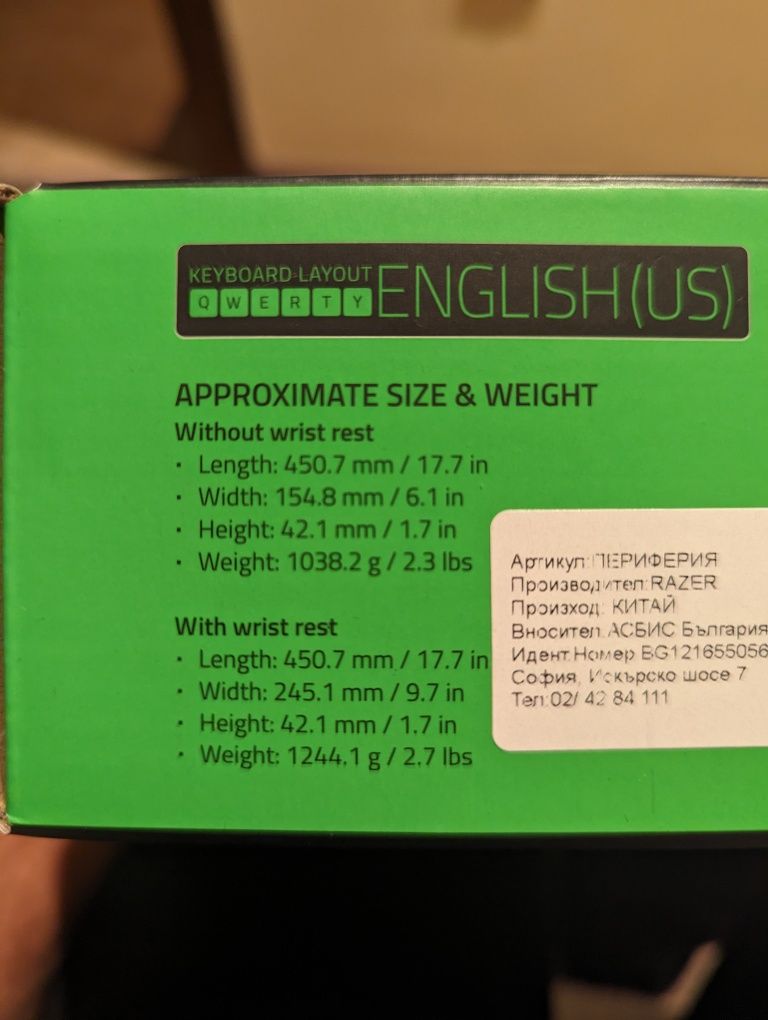 KEYBOARD-LAYOUT
QWERTY
ENGLISH (US)
APPROXIMATE SIZE & WEIGHT
Without wrist rest
· Length: 450.7 mm / 17.7 in
· Width: 154.8 mm / 6.1 in
· Height: 42.1 mm / 1.7 in
· Weight: 1038.2 g / 2.3 lbs
With wrist rest
· Length: 450.7 mm / 17.7 in
· Width: 245.1 mm / 9.7 in
· Height: 42.1 mm / 1.7 in
· Weight: 1244.1 g / 2.7 lbs
Артикул:ПЕРИФЕРИЯ
Производител:RAZER
Произход: КИТАЙ
Вносител:АСБИС България
Идент.Номер BG121655056
София, Искърско шосе 7
Тел:02/ 42 84 111